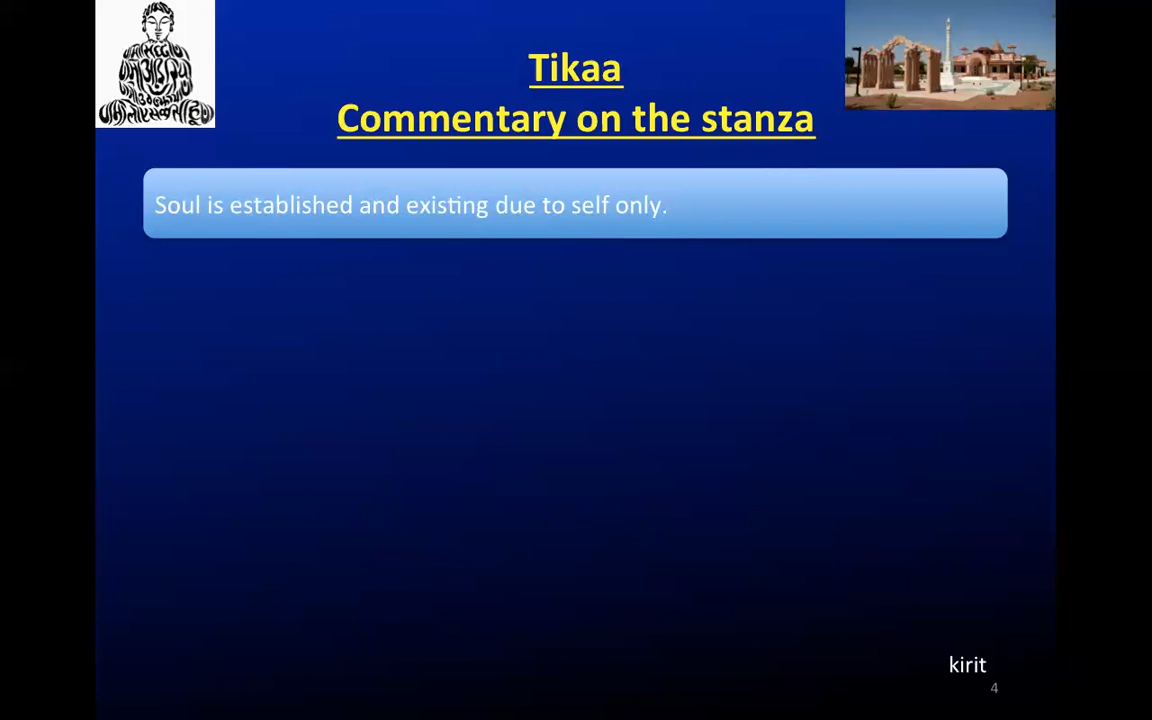 Tikaa
Commentary on the stanza
Soul is established and existing due to self only.
kirit
4